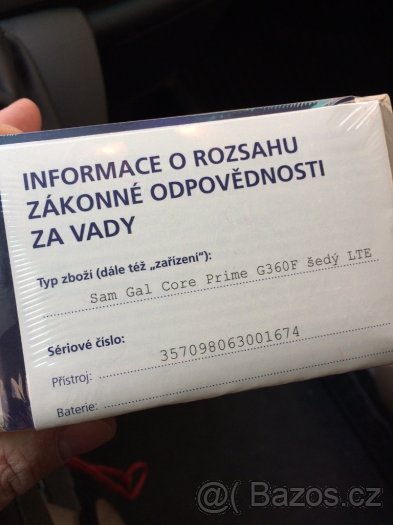 INFORMACE O ROZSAHU
ZÁKONNÉ ODPOVĚDNOSTI
ZA VADY
Typ zboží (dále též „zařízení"):
Sam Gal Core Prime G360F šedý LTE
Sériové číslo:
357098063001674
Přístroj:
Baterie:
@( Bazos.cz